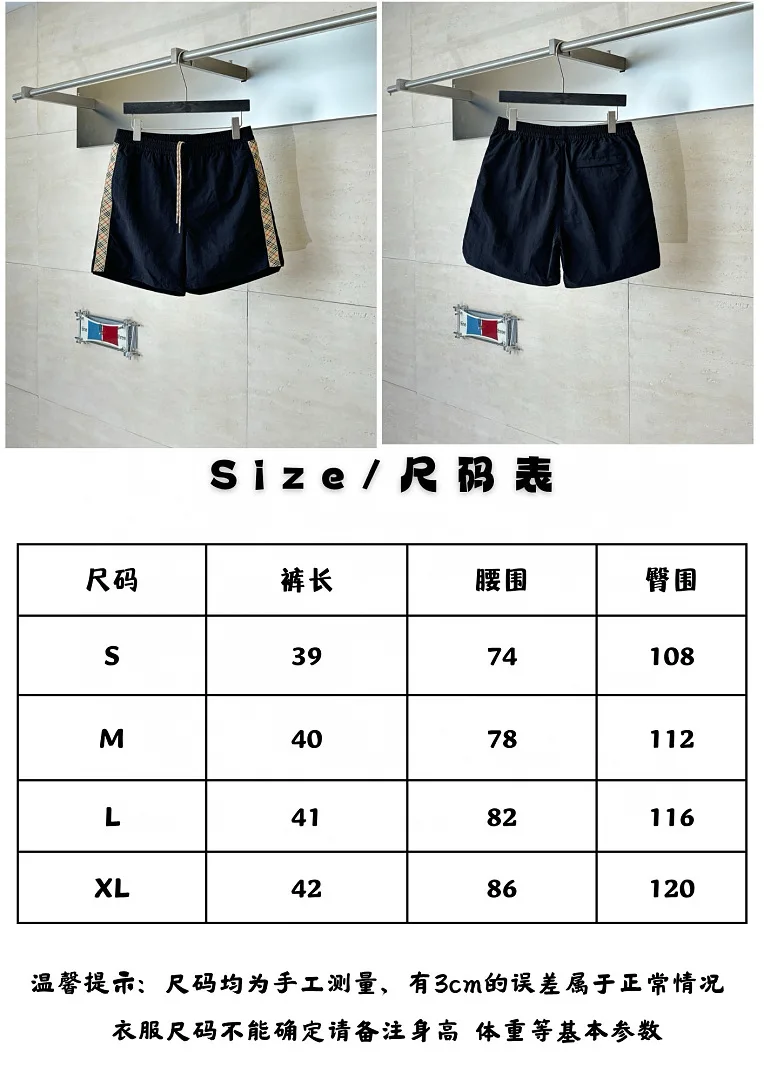 Size/尺码表
尺码 裤长 腰围 臀围
S 39 74 108
M 40 78 112
L 41 82 116
XL 42 86 120
温馨提示：尺码均为手工测量、有3cm的误差属于正常情况
衣服尺码不能确定请备注身高 体重等基本参数